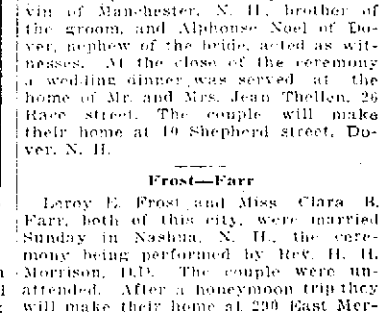 vin of Manchester, N. H., brother of
the groom, and Alphonse Noel of Do-
ver, nephew of the bride, acted as wit-
nesses. At the close of the ceremony
a wedding dinner was served at the
home of Mr. and Mrs. Jean Thellen, 26
Race street. The couple will make
their home at 10 Shepherd street, Do-
ver, N. H.
Frost—Farr
Leroy E. Frost and Miss Clara B.
Farr, both of this city, were married
Sunday in Nashua, N. H., the cere-
mony being performed by Rev. H. H.
Morrison, D.D. The couple were un-
attended. After a honeymoon trip they
will make their home at 290 East Mer-